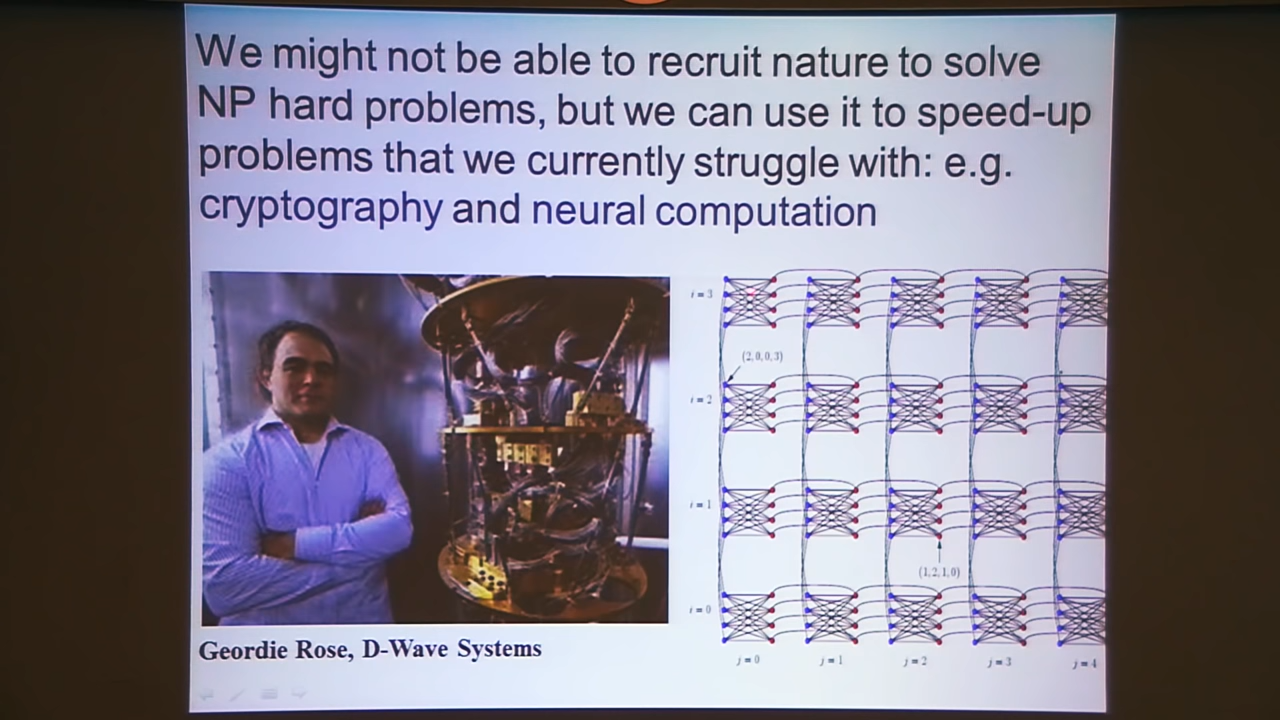 We might not be able to recruit nature to solve
NP hard problems, but we can use it to speed-up
problems that we currently struggle with: e.g.
cryptography and neural computation
i = 3
(2, 0, 0, 3)
i = 2
i = 1
(1, 2, 1, 0)
i = 0
j = 0
j = 1
j = 2
j = 3
j = 4
Geordie Rose, D-Wave Systems